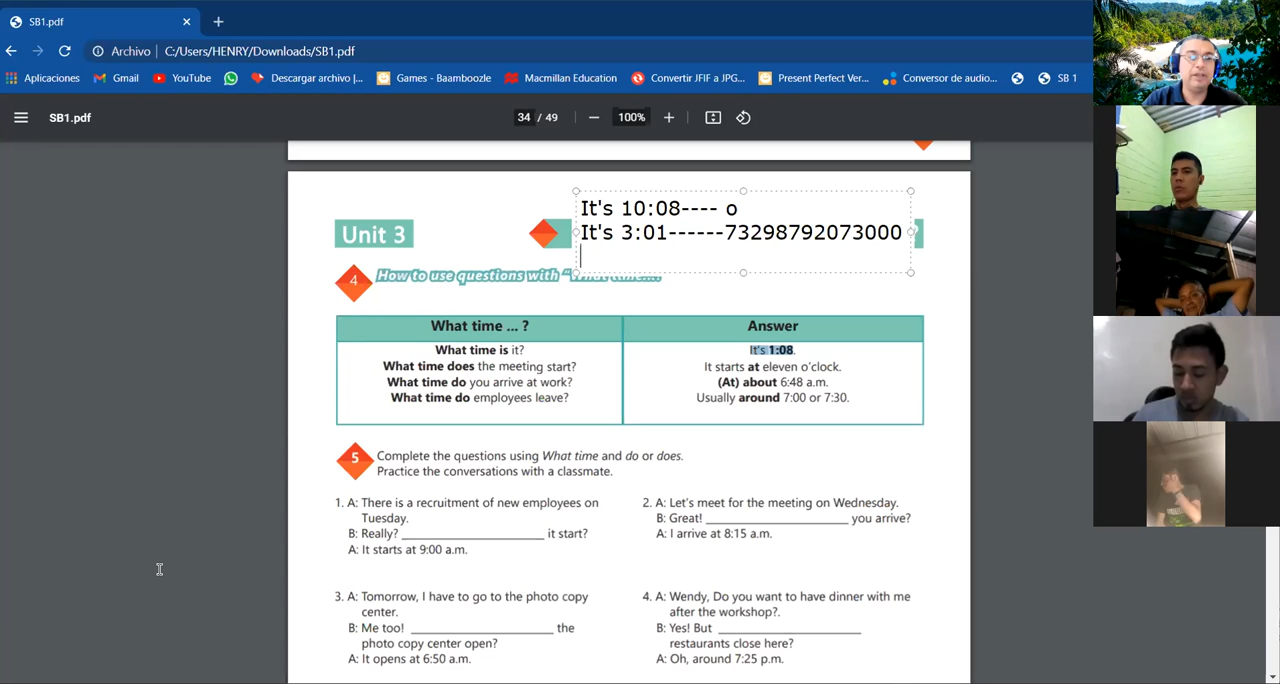 SB1.pdf
Archivo | C:/Users/HENRY/Downloads/SB1.pdf
Aplicaciones
Gmail
YouTube
Descargar archivo |...
Games - Baamboozle
Macmillan Education
Convertir JFIF a JPG...
Present Perfect Ver...
Conversor de audio...
SB 1
SB1.pdf
34 / 49
100%
It's 10:08---- o
It's 3:01------73298792073000
Unit 3
?
4
How to use questions with "What time...?
What time ... ?
Answer
What time is it?
It's 1:08.
What time does the meeting start?
It starts at eleven o'clock.
What time do you arrive at work?
(At) about 6:48 a.m.
What time do employees leave?
Usually around 7:00 or 7:30.
5
Complete the questions using What time and do or does.
Practice the conversations with a classmate.
1. A: There is a recruitment of new employees on
Tuesday.
B: Really? ______________________ it start?
A: It starts at 9:00 a.m.
2. A: Let's meet for the meeting on Wednesday.
B: Great! ______________________ you arrive?
A: I arrive at 8:15 a.m.
3. A: Tomorrow, I have to go to the photo copy
center.
B: Me too! ______________________ the
photo copy center open?
A: It opens at 6:50 a.m.
4. A: Wendy, Do you want to have dinner with me
after the workshop?.
B: Yes! But ______________________
restaurants close here?
A: Oh, around 7:25 p.m.